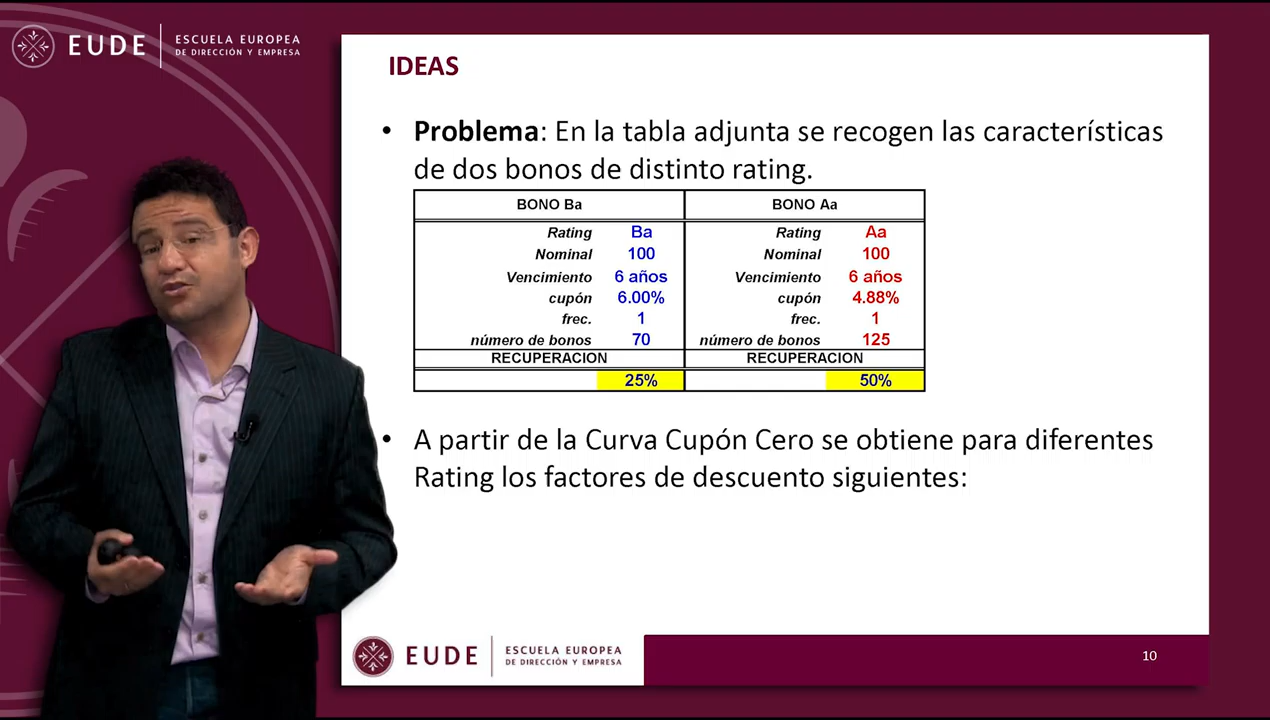 EUDE
ESCUELA EUROPEA
DE DIRECCIÓN Y EMPRESA
IDEAS
• Problema: En la tabla adjunta se recogen las características
de dos bonos de distinto rating.
BONO Ba BONO Aa
Rating Ba Rating Aa
Nominal 100 Nominal 100
Vencimiento 6 años Vencimiento 6 años
cupón 6.00% cupón 4.88%
frec. 1 frec. 1
número de bonos 70 número de bonos 125
RECUPERACION RECUPERACION
25% 50%
• A partir de la Curva Cupón Cero se obtiene para diferentes
Rating los factores de descuento siguientes:
EUDE
ESCUELA EUROPEA
DE DIRECCIÓN Y EMPRESA
10